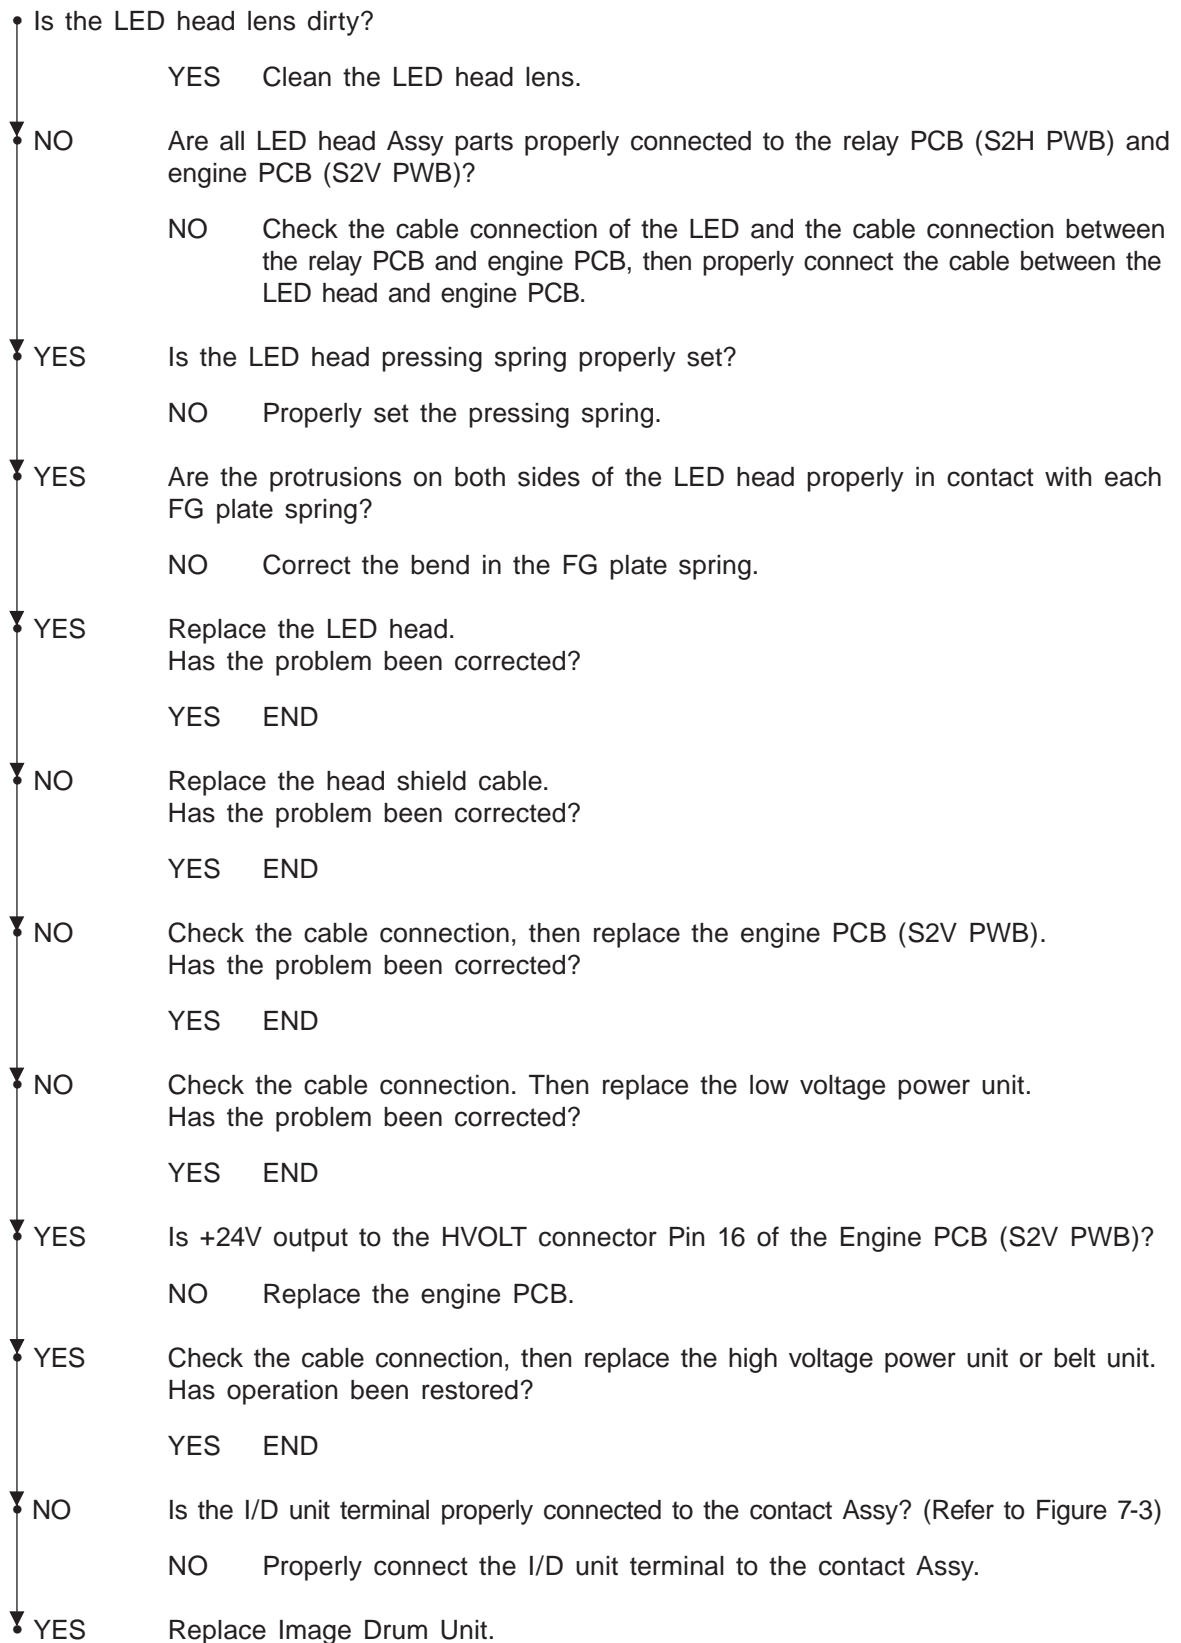 Is the LED head lens dirty?
YES Clean the LED head lens.
NO Are all LED head Assy parts properly connected to the relay PCB (S2H PWB) and
engine PCB (S2V PWB)?
NO Check the cable connection of the LED and the cable connection between
the relay PCB and engine PCB, then properly connect the cable between the
LED head and engine PCB.
YES Is the LED head pressing spring properly set?
NO Properly set the pressing spring.
YES Are the protrusions on both sides of the LED head properly in contact with each
FG plate spring?
NO Correct the bend in the FG plate spring.
YES Replace the LED head.
Has the problem been corrected?
YES END
NO Replace the head shield cable.
Has the problem been corrected?
YES END
NO Check the cable connection, then replace the engine PCB (S2V PWB).
Has the problem been corrected?
YES END
NO Check the cable connection. Then replace the low voltage power unit.
Has the problem been corrected?
YES END
YES Is +24V output to the HVOLT connector Pin 16 of the Engine PCB (S2V PWB)?
NO Replace the engine PCB.
YES Check the cable connection, then replace the high voltage power unit or belt unit.
Has operation been restored?
YES END
NO Is the I/D unit terminal properly connected to the contact Assy? (Refer to Figure 7-3)
NO Properly connect the I/D unit terminal to the contact Assy.
YES Replace Image Drum Unit.